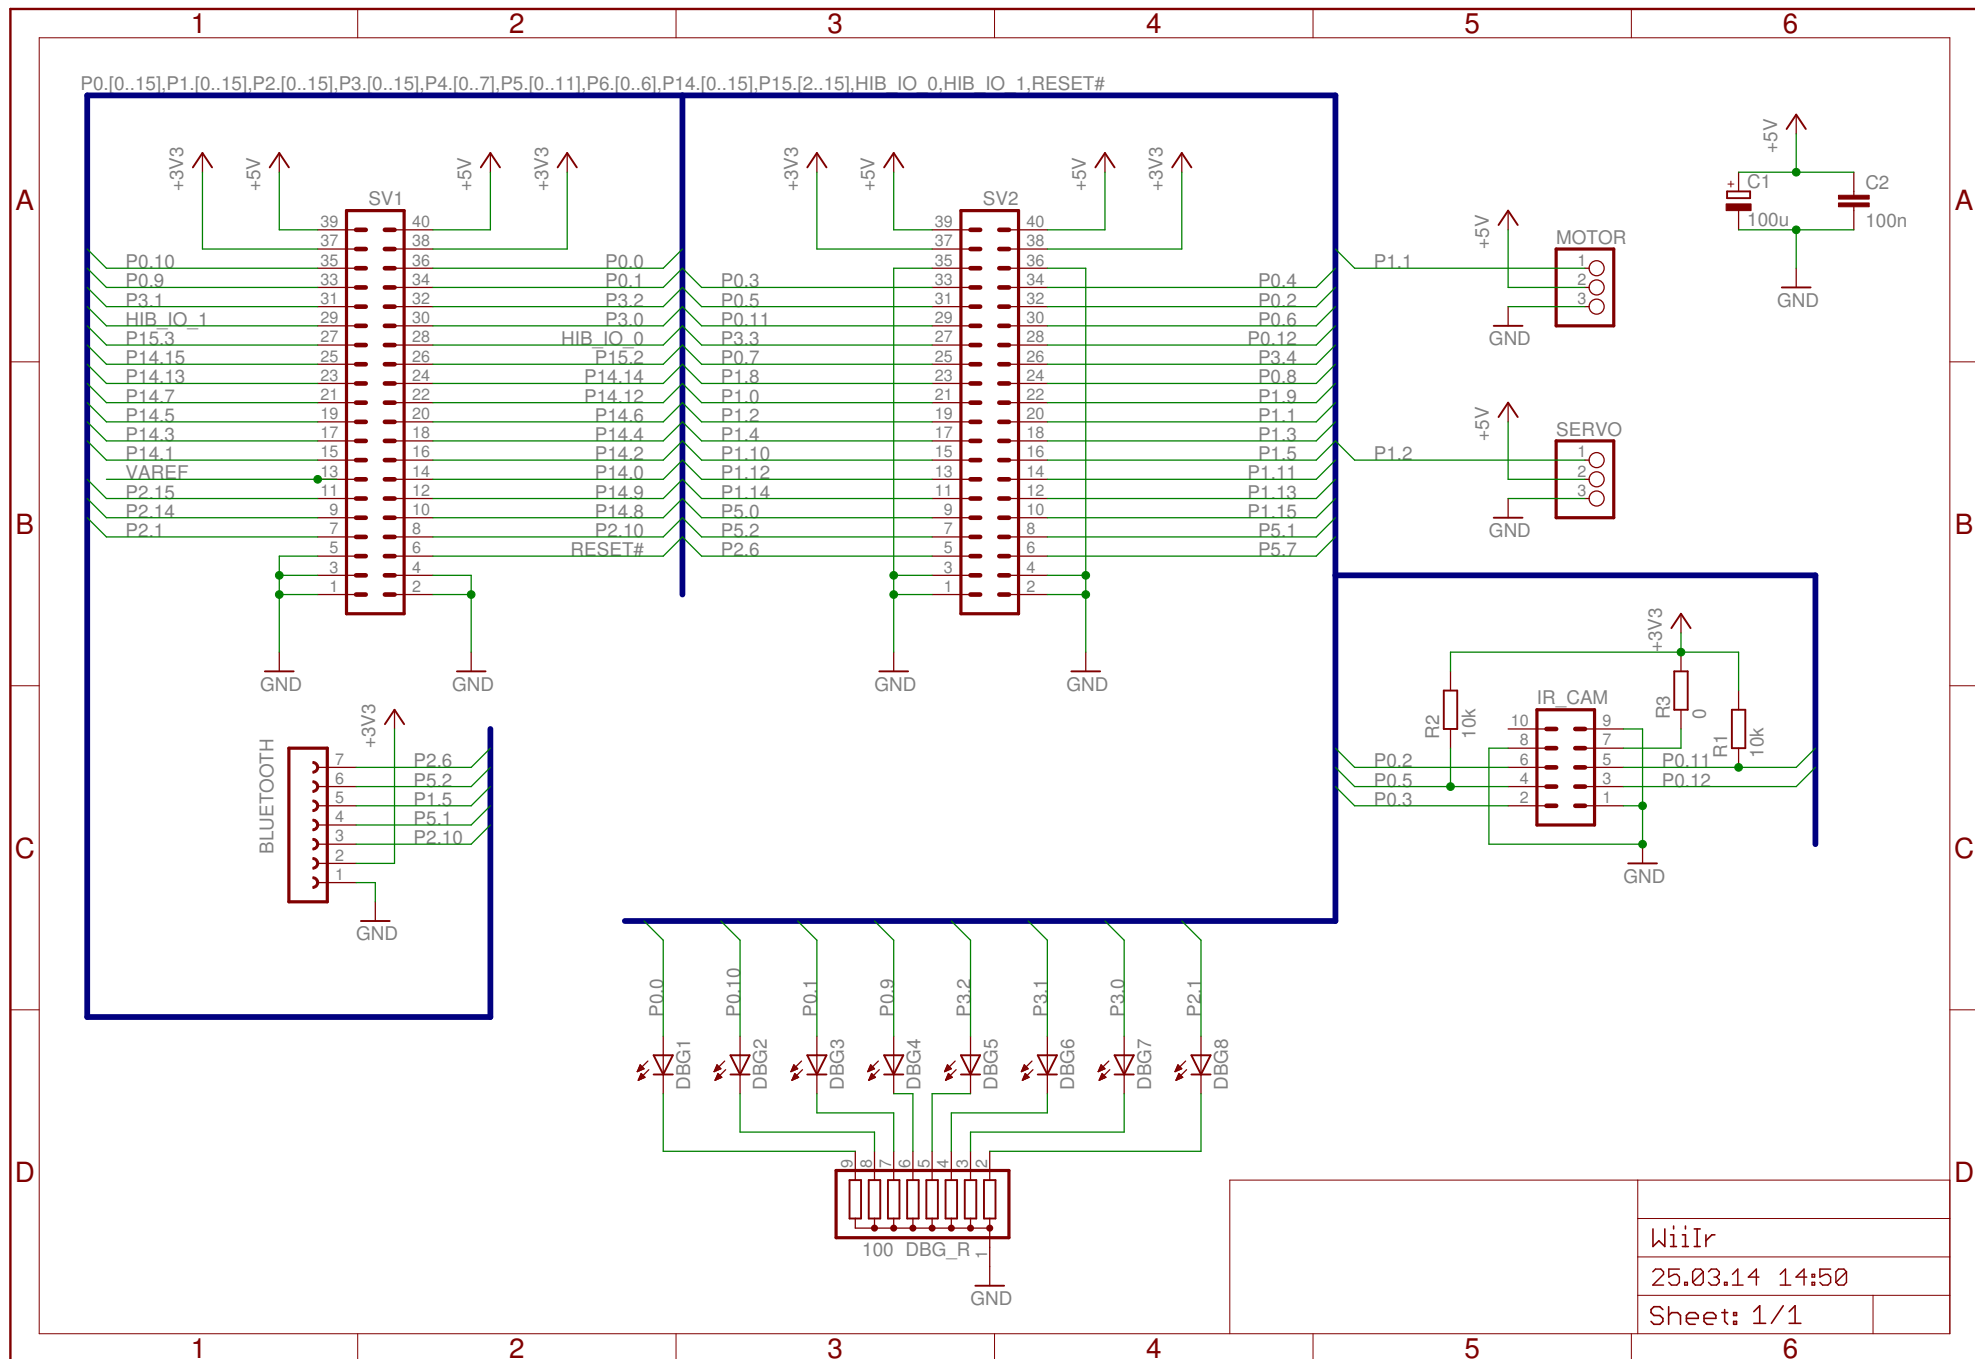 1 2 3 4 5 6
P0.[0..15],P1.[0..15],P2.[0..15],P3.[0..15],P4.[0..7],P5.[0..11],P6.[0..6],P14.[0..15],P15.[2..15],HIB_IO_0,HIB_IO_1,RESET#
+3V3 +5V +5V +3V3 +3V3 +5V +5V +3V3
A A
SV1
39 40
37 38
P0.10 35 36 P0.0
P0.9 33 34 P0.1
P3.1 31 32 P3.2
HIB_IO_1 29 30 P3.0
P15.3 27 28 HIB_IO_0
P14.15 25 26 P15.2
P14.13 23 24 P14.14
P14.7 21 22 P14.12
P14.5 19 20 P14.6
P14.3 17 18 P14.4
P14.1 15 16 P14.2
VAREF 13 14 P14.0
P2.15 11 12 P14.9
P2.14 9 10 P14.8
P2.1 7 8 P2.10
5 6 RESET#
3 4
1 2
GND GND
SV2
39 40
37 38
35 36
P0.3 33 34 P0.4
P0.5 31 32 P0.2
P0.11 29 30 P0.6
P3.3 27 28 P0.12
P0.7 25 26 P3.4
P1.8 23 24 P0.8
P1.0 21 22 P1.9
P1.2 19 20 P1.1
P1.4 17 18 P1.3
P1.10 15 16 P1.5
P1.12 13 14 P1.11
P1.14 11 12 P1.13
P5.0 9 10 P1.15
P5.2 7 8 P5.1
P2.6 5 6 P5.7
3 4
1 2
GND GND
+5V
MOTOR
P1.1 1
2
3
GND
+5V
C1 C2
+
100u 100n
GND
+5V
SERVO
P1.2 1
2
3
GND
B B
+3V3
R2 10k
R3 0
R1 10k
IR_CAM
10 9
8 7
P0.2 6 5 P0.11
P0.5 4 3 P0.12
P0.3 2 1
GND
+3V3
BLUETOOTH
7 P2.6
6 P5.2
5 P1.5
4 P5.1
3 P2.10
2
1
GND
C C
P0.0 P0.10 P0.1 P0.9 P3.2 P3.1 P3.0 P2.1
DBG1 DBG2 DBG3 DBG4 DBG5 DBG6 DBG7 DBG8
9 8 7 6 5 4 3 2
100 DBG_R 1
GND
D D
WiiIr
25.03.14 14:50
Sheet: 1/1
1 2 3 4 5 6